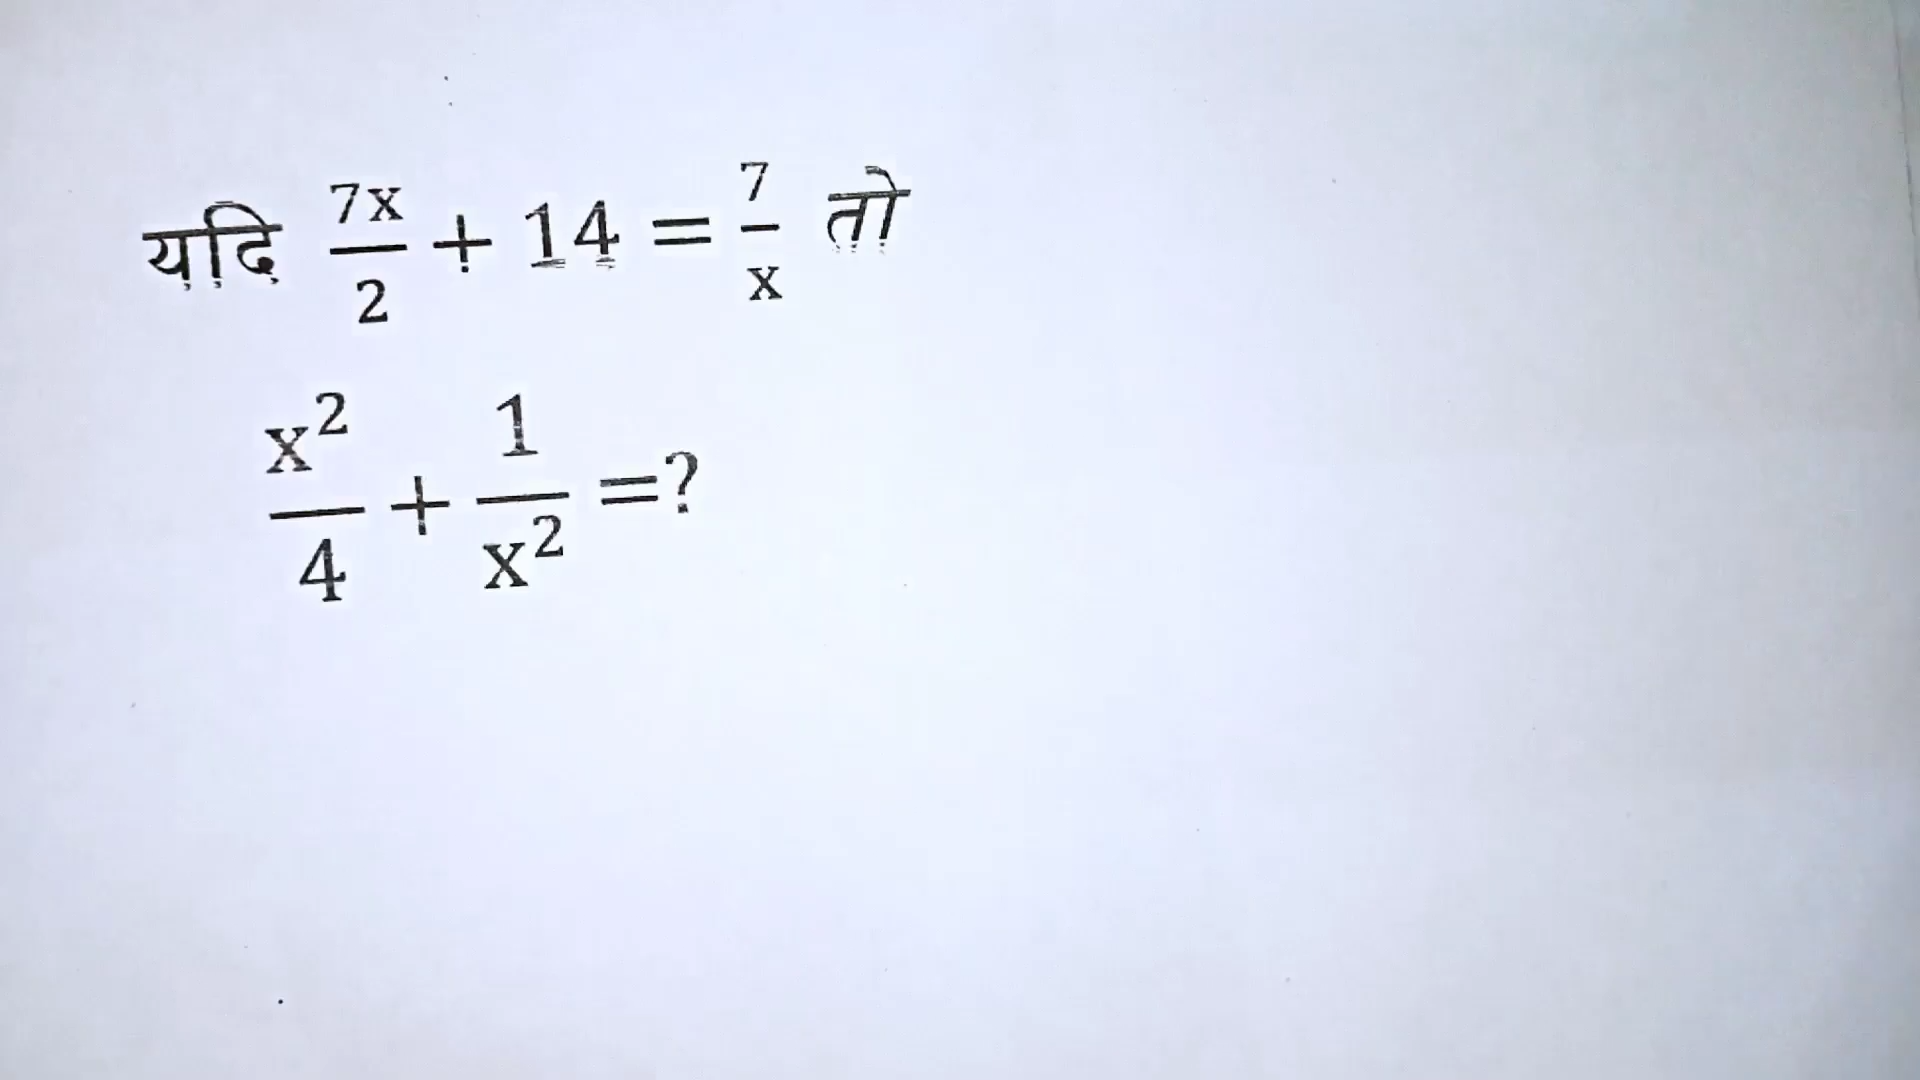 यदि 7x/2 + 14 = 7/x तो
x²/4 + 1/x² =?